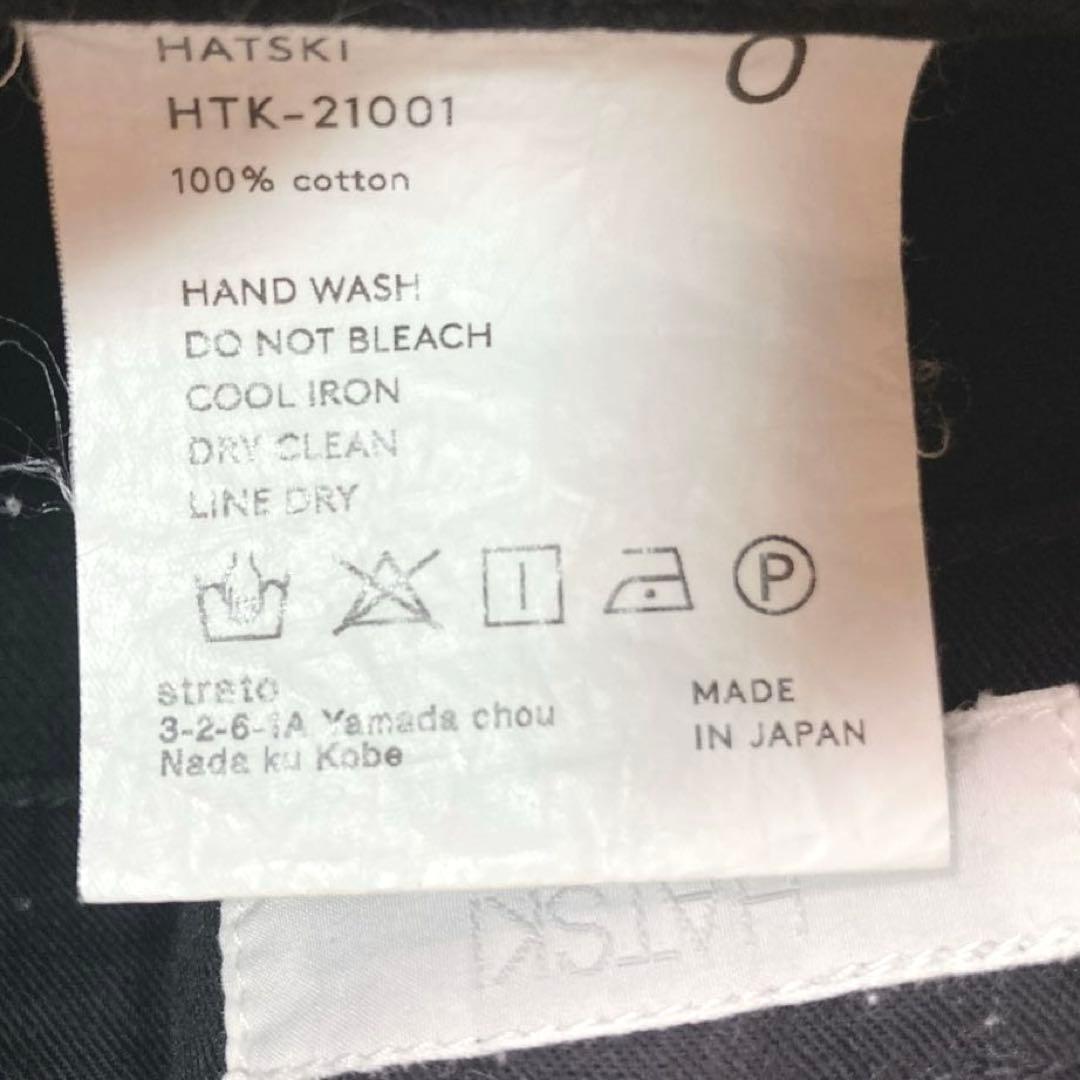 HATSKI
0
HTK-21001
100% cotton
HAND WASH
DO NOT BLEACH
COOL IRON
DRY CLEAN
LINE DRY
P
strato
3-2-6-1A Yamada chou
Nada ku Kobe
MADE
IN JAPAN
HATSKI